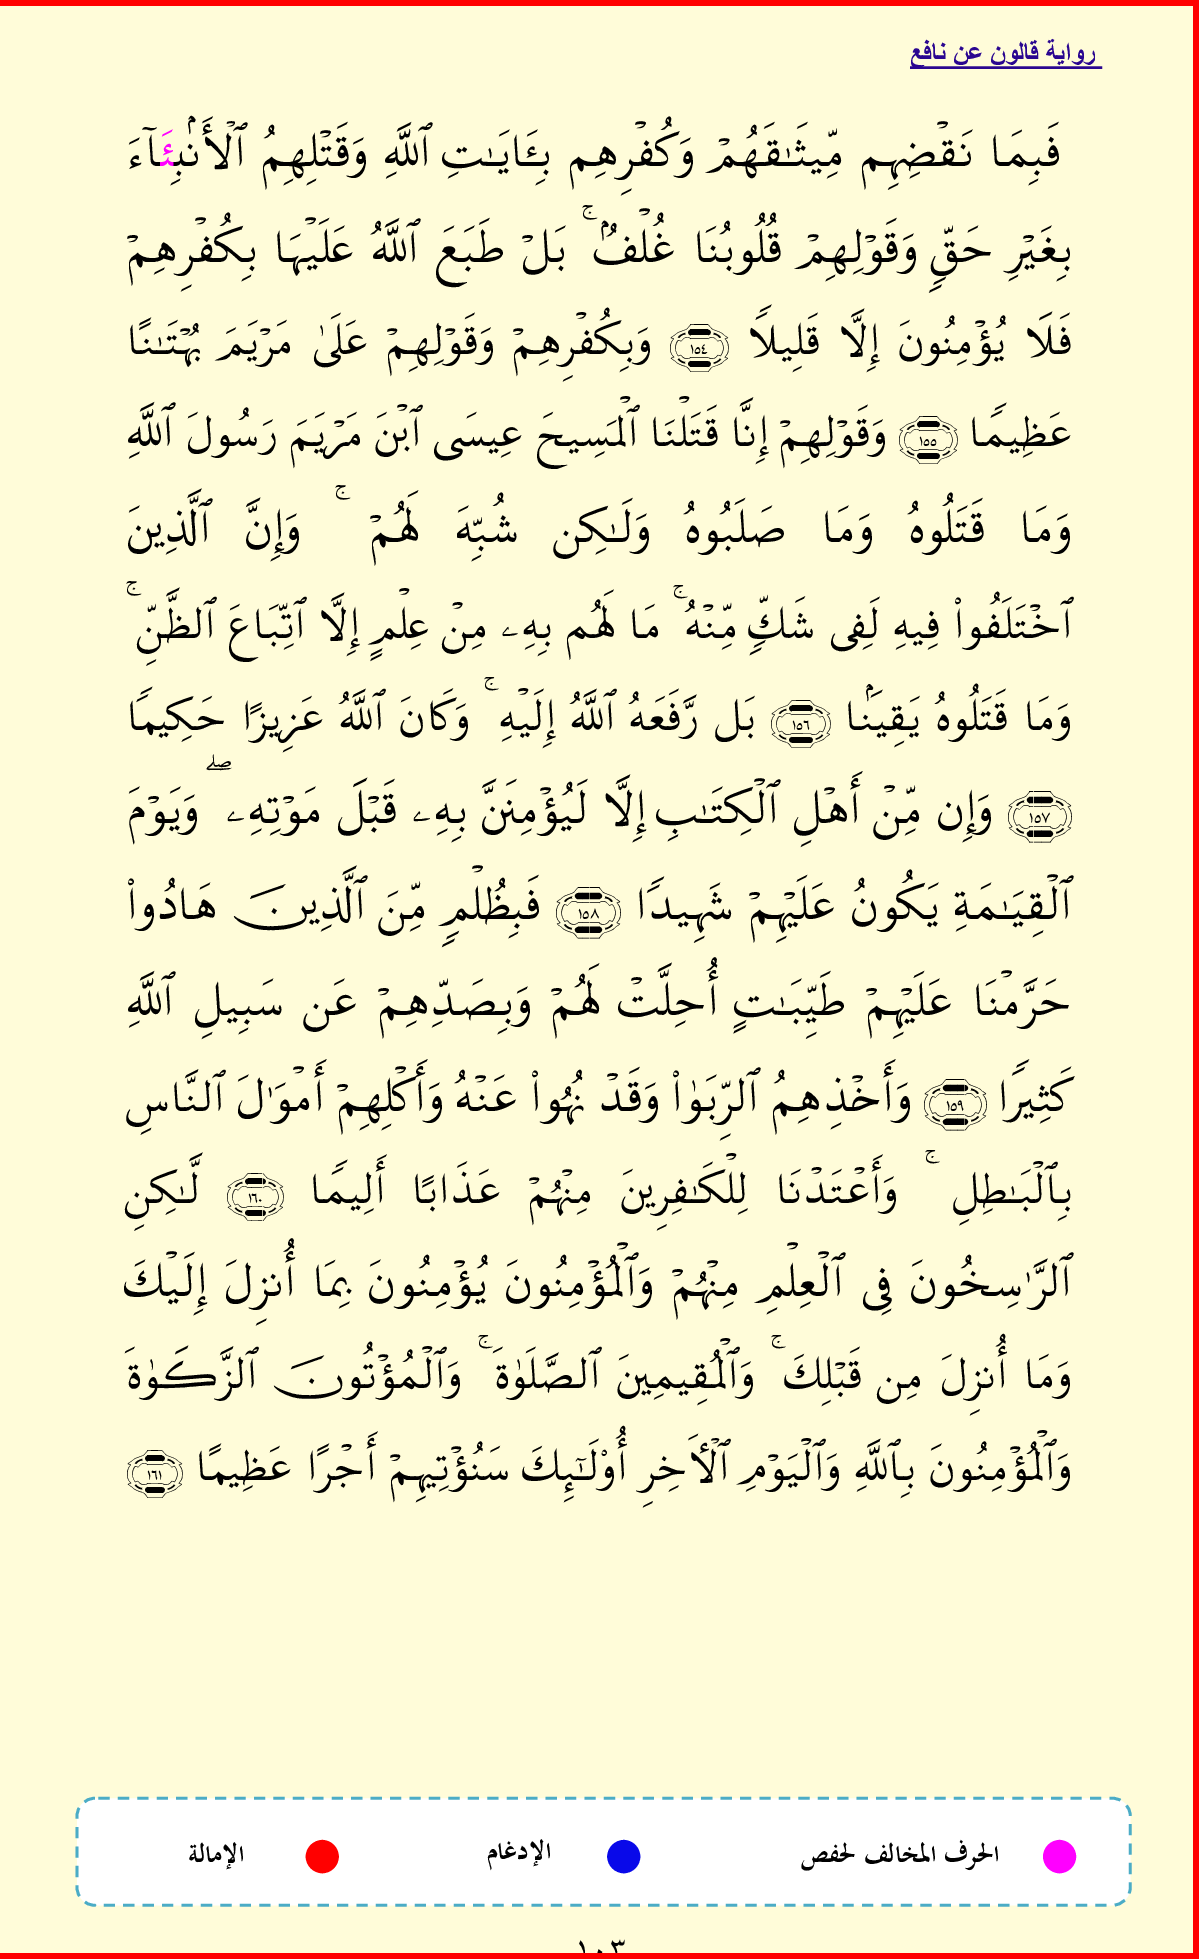 رواية قالون عن نافع
فَبِمَا نَقْضِهِم مِّيثَـٰقَهُمْ وَكُفْرِهِم بِـَٔايَـٰتِ ٱللَّهِ وَقَتْلِهِمُ ٱلْأَنۢبِئَآءَ
بِغَيْرِ حَقٍّ وَقَوْلِهِمْ قُلُوبُنَا غُلْفٌۢ ۚ بَلْ طَبَعَ ٱللَّهُ عَلَيْهَا بِكُفْرِهِمْ
فَلَا يُؤْمِنُونَ إِلَّا قَلِيلًا ١٥٤ وَبِكُفْرِهِمْ وَقَوْلِهِمْ عَلَىٰ مَرْيَمَ بُهْتَـٰنًا
عَظِيمًا ١٥٥ وَقَوْلِهِمْ إِنَّا قَتَلْنَا ٱلْمَسِيحَ عِيسَى ٱبْنَ مَرْيَمَ رَسُولَ ٱللَّهِ
وَمَا قَتَلُوهُ وَمَا صَلَبُوهُ وَلَـٰكِن شُبِّهَ لَهُمْ ۚ وَإِنَّ ٱلَّذِينَ
ٱخْتَلَفُوا۟ فِيهِ لَفِى شَكٍّ مِّنْهُ ۚ مَا لَهُم بِهِۦ مِنْ عِلْمٍ إِلَّا ٱتِّبَاعَ ٱلظَّنِّ ۚ
وَمَا قَتَلُوهُ يَقِينَۢا ١٥٦ بَل رَّفَعَهُ ٱللَّهُ إِلَيْهِ ۚ وَكَانَ ٱللَّهُ عَزِيزًا حَكِيمًا
١٥٧ وَإِن مِّنْ أَهْلِ ٱلْكِتَـٰبِ إِلَّا لَيُؤْمِنَنَّ بِهِۦ قَبْلَ مَوْتِهِۦ ۖ وَيَوْمَ
ٱلْقِيَـٰمَةِ يَكُونُ عَلَيْهِمْ شَهِيدًا ١٥٨ فَبِظُلْمٍ مِّنَ ٱلَّذِينَ هَادُوا۟
حَرَّمْنَا عَلَيْهِمْ طَيِّبَـٰتٍ أُحِلَّتْ لَهُمْ وَبِصَدِّهِمْ عَن سَبِيلِ ٱللَّهِ
كَثِيرًا ١٥٩ وَأَخْذِهِمُ ٱلرِّبَوٰا۟ وَقَدْ نُهُوا۟ عَنْهُ وَأَكْلِهِمْ أَمْوَٰلَ ٱلنَّاسِ
بِٱلْبَـٰطِلِ ۚ وَأَعْتَدْنَا لِلْكَـٰفِرِينَ مِنْهُمْ عَذَابًا أَلِيمًا ١٦٠ لَّـٰكِنِ
ٱلرَّٰسِخُونَ فِى ٱلْعِلْمِ مِنْهُمْ وَٱلْمُؤْمِنُونَ يُؤْمِنُونَ بِمَا أُنزِلَ إِلَيْكَ
وَمَا أُنزِلَ مِن قَبْلِكَ ۚ وَٱلْمُقِيمِينَ ٱلصَّلَوٰةَ ۚ وَٱلْمُؤْتُونَ ٱلزَّكَوٰةَ
وَٱلْمُؤْمِنُونَ بِٱللَّهِ وَٱلْيَوْمِ ٱلْـَٔاخِرِ أُوْلَـٰٓئِكَ سَنُؤْتِيهِمْ أَجْرًا عَظِيمًا ١٦١
الحرف المخالف لحفص الإدغام الإمالة
١٠٣